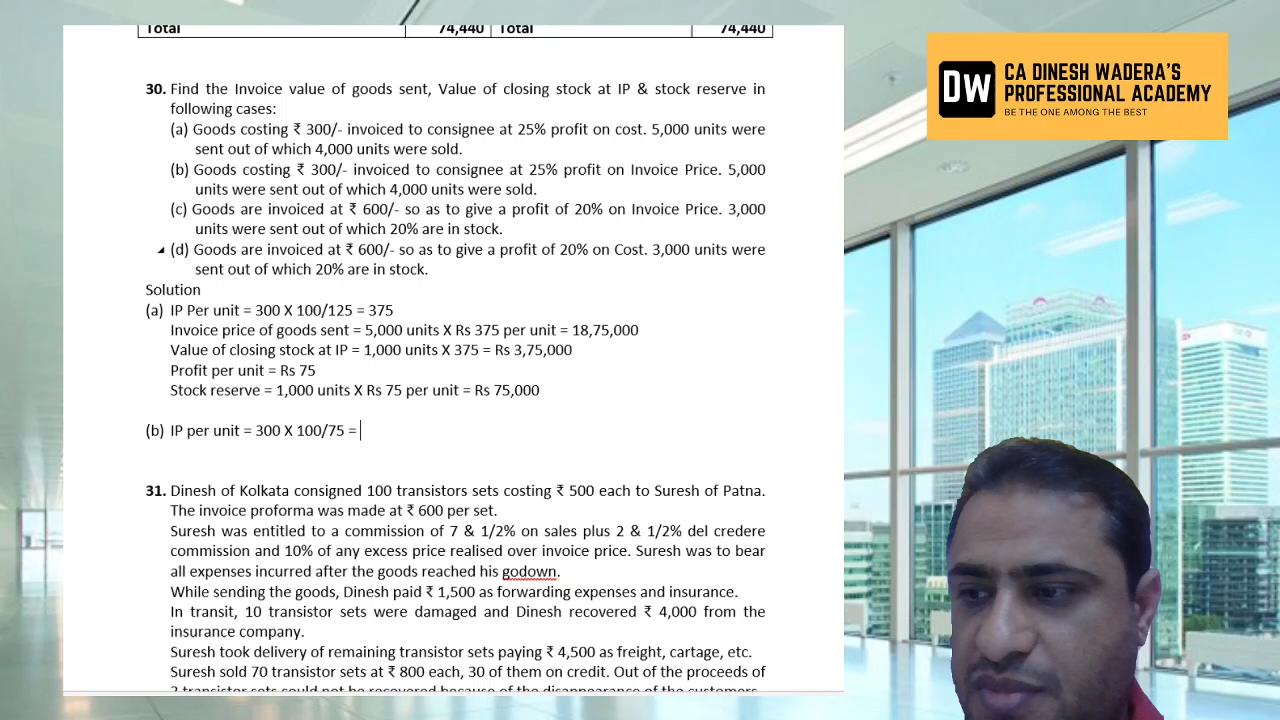 Total 74,440 Total 74,440
30. Find the Invoice value of goods sent, Value of closing stock at IP & stock reserve in
following cases:
(a) Goods costing ₹ 300/- invoiced to consignee at 25% profit on cost. 5,000 units were
sent out of which 4,000 units were sold.
(b) Goods costing ₹ 300/- invoiced to consignee at 25% profit on Invoice Price. 5,000
units were sent out of which 4,000 units were sold.
(c) Goods are invoiced at ₹ 600/- so as to give a profit of 20% on Invoice Price. 3,000
units were sent out of which 20% are in stock.
(d) Goods are invoiced at ₹ 600/- so as to give a profit of 20% on Cost. 3,000 units were
sent out of which 20% are in stock.
Solution
(a) IP Per unit = 300 X 100/125 = 375
Invoice price of goods sent = 5,000 units X Rs 375 per unit = 18,75,000
Value of closing stock at IP = 1,000 units X 375 = Rs 3,75,000
Profit per unit = Rs 75
Stock reserve = 1,000 units X Rs 75 per unit = Rs 75,000
(b) IP per unit = 300 X 100/75 =
31. Dinesh of Kolkata consigned 100 transistors sets costing ₹ 500 each to Suresh of Patna.
The invoice proforma was made at ₹ 600 per set.
Suresh was entitled to a commission of 7 & 1/2% on sales plus 2 & 1/2% del credere
commission and 10% of any excess price realised over invoice price. Suresh was to bear
all expenses incurred after the goods reached his godown.
While sending the goods, Dinesh paid ₹ 1,500 as forwarding expenses and insurance.
In transit, 10 transistor sets were damaged and Dinesh recovered ₹ 4,000 from the
insurance company.
Suresh took delivery of remaining transistor sets paying ₹ 4,500 as freight, cartage, etc.
Suresh sold 70 transistor sets at ₹ 800 each, 30 of them on credit. Out of the proceeds of
2 transistor sets could not be recovered because of the disappearance of the customers.
DW
CA DINESH WADERA'S
PROFESSIONAL ACADEMY
BE THE ONE AMONG THE BEST